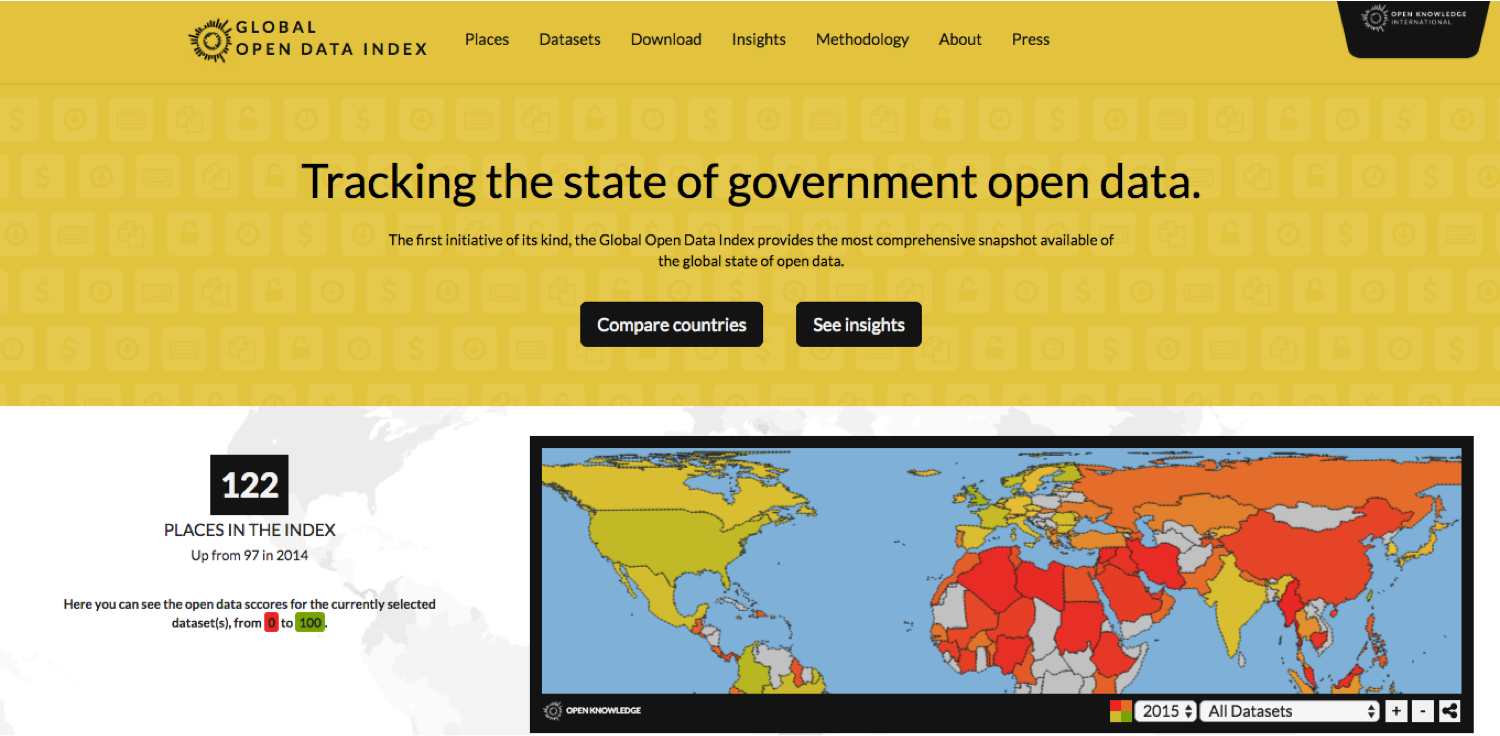 GLOBAL
OPEN DATA INDEX
Places Datasets Download Insights Methodology About Press
OPEN KNOWLEDGE
INTERNATIONAL
Tracking the state of government open data.
The first initiative of its kind, the Global Open Data Index provides the most comprehensive snapshot available of
the global state of open data.
Compare countries See insights
122
PLACES IN THE INDEX
Up from 97 in 2014
Here you can see the open data sccores for the currently selected
dataset(s), from 0 to 100.
OPEN KNOWLEDGE
2015 All Datasets + -